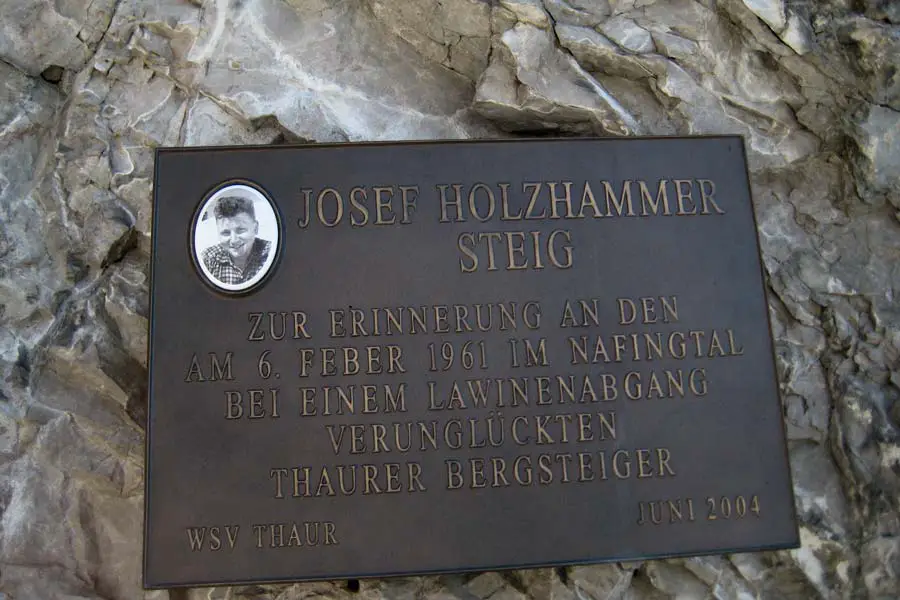 JOSEF HOLZHAMMER
STEIG
ZUR ERINNERUNG AN DEN
AM 6. FEBER 1961 IM NAFINGTAL
BEI EINEM LAWINENABGANG
VERUNGLÜCKTEN
THAURER BERGSTEIGER
WSV THAUR
JUNI 2004